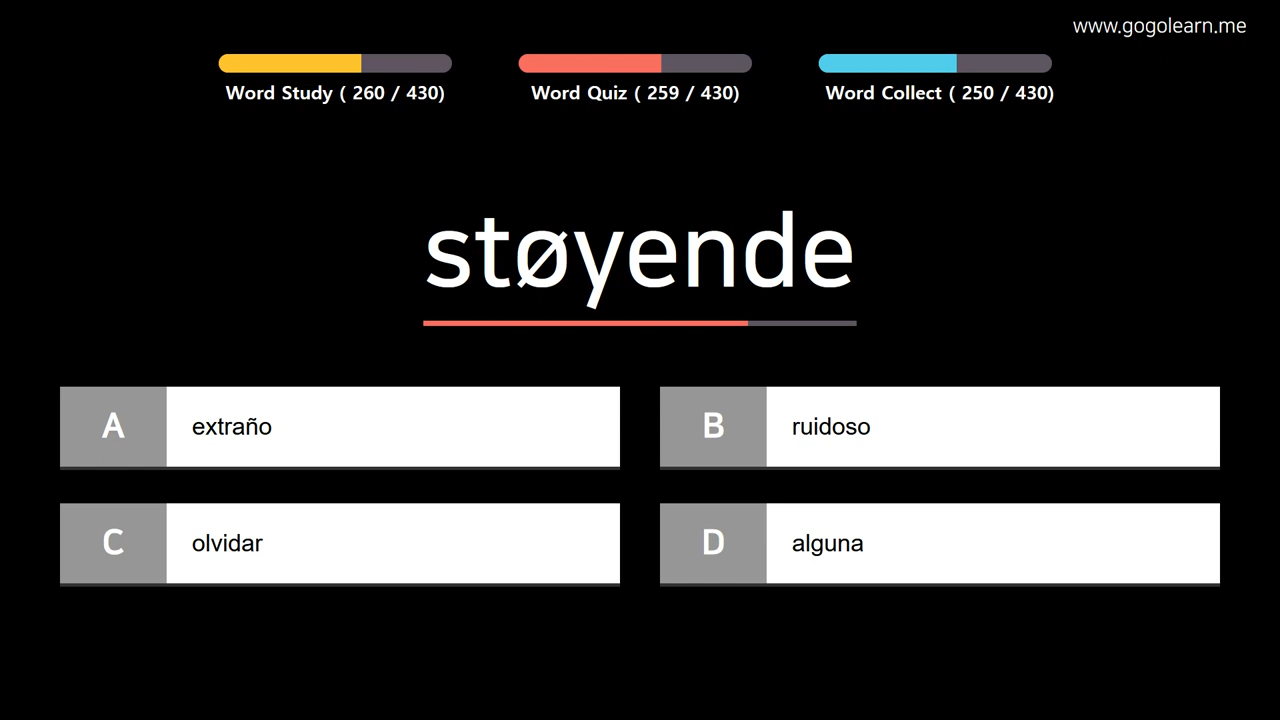 www.gogolearn.me
Word Study ( 260 / 430)
Word Quiz ( 259 / 430)
Word Collect ( 250 / 430)
støyende
A extraño
B ruidoso
C olvidar
D alguna